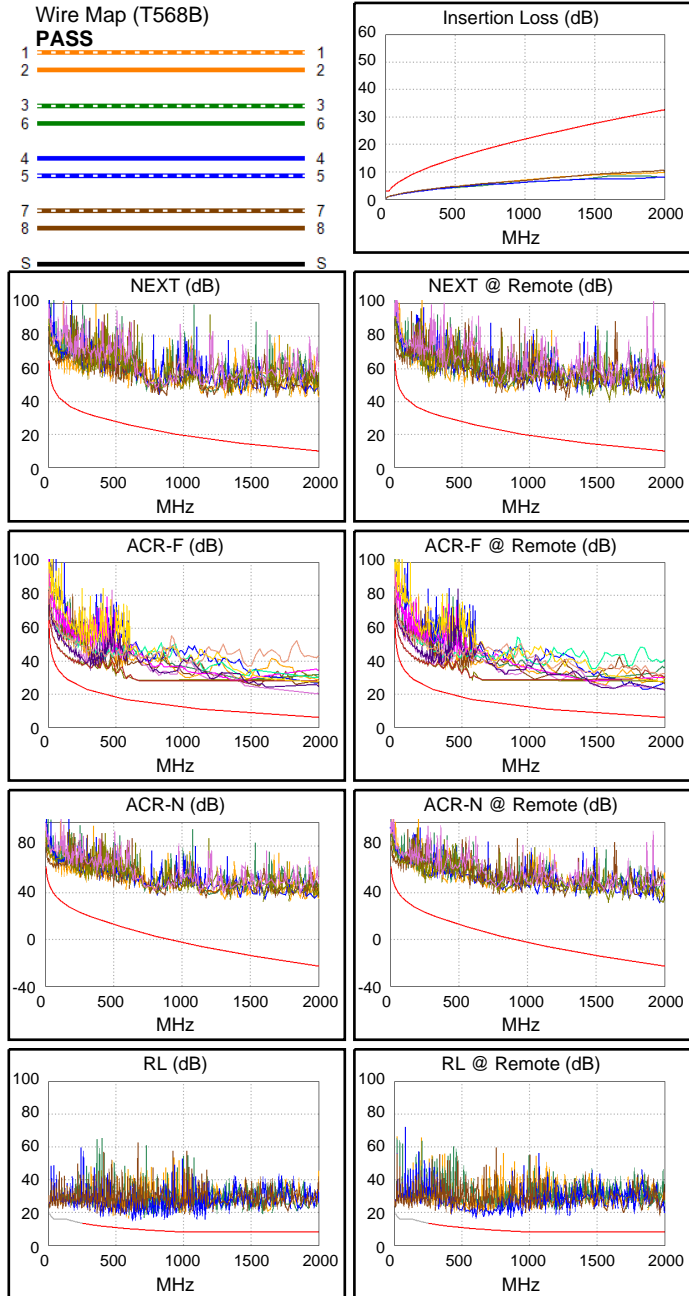 Wire Map (T568B)
PASS
1 1
2 2
3 3
6 6
4 4
5 5
7 7
8 8
S S
Insertion Loss (dB)
60
50
40
30
20
10
0
0 500 1000 1500 2000
MHz
NEXT (dB)
100
80
60
40
20
0
0 500 1000 1500 2000
MHz
NEXT @ Remote (dB)
100
80
60
40
20
0
0 500 1000 1500 2000
MHz
ACR-F (dB)
100
80
60
40
20
0
0 500 1000 1500 2000
MHz
ACR-F @ Remote (dB)
100
80
60
40
20
0
0 500 1000 1500 2000
MHz
ACR-N (dB)
80
40
0
-40
0 500 1000 1500 2000
MHz
ACR-N @ Remote (dB)
80
40
0
-40
0 500 1000 1500 2000
MHz
RL (dB)
100
80
60
40
20
0
0 500 1000 1500 2000
MHz
RL @ Remote (dB)
100
80
60
40
20
0
0 500 1000 1500 2000
MHz